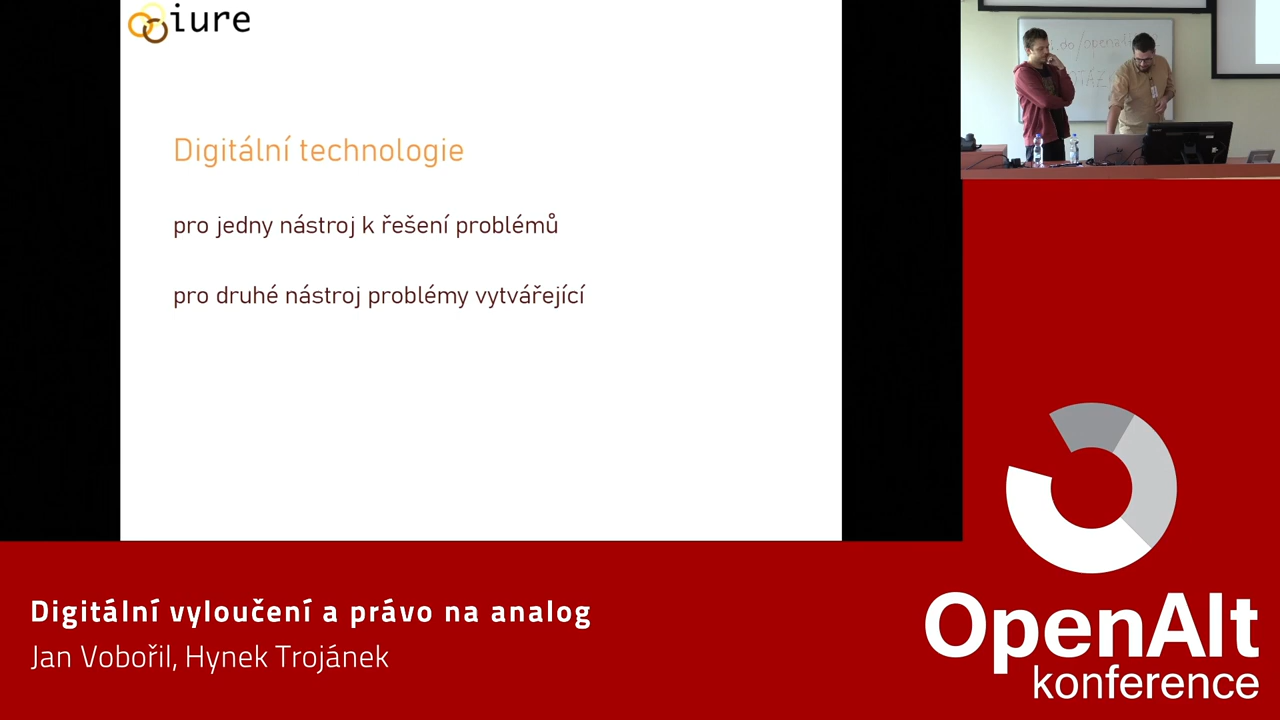 iure
Digitální technologie
pro jedny nástroj k řešení problémů
pro druhé nástroj problémy vytvářející
Digitální vyloučení a právo na analog
Jan Vobořil, Hynek Trojánek
OpenAlt
konference